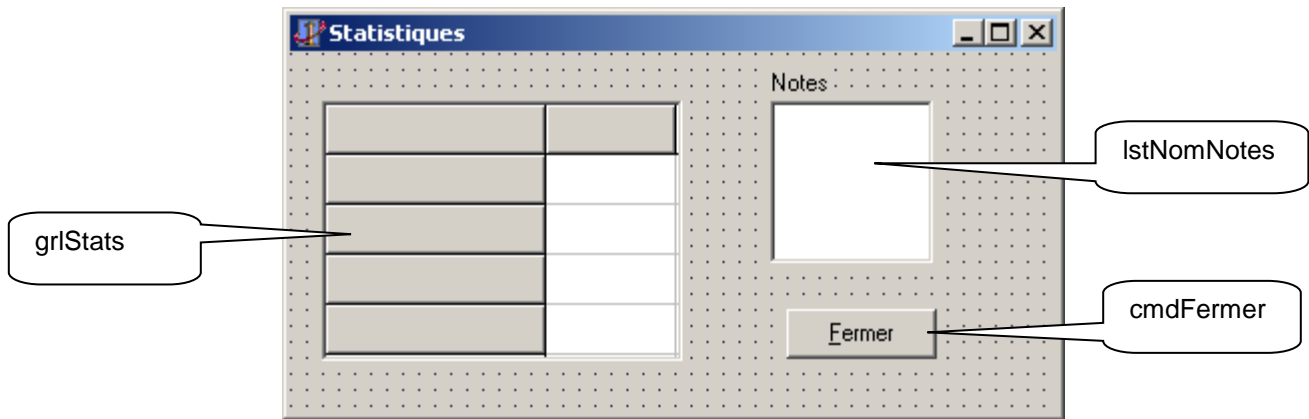 Statistiques
Notes
lstNomNotes
grlStats
cmdFermer
Fermer